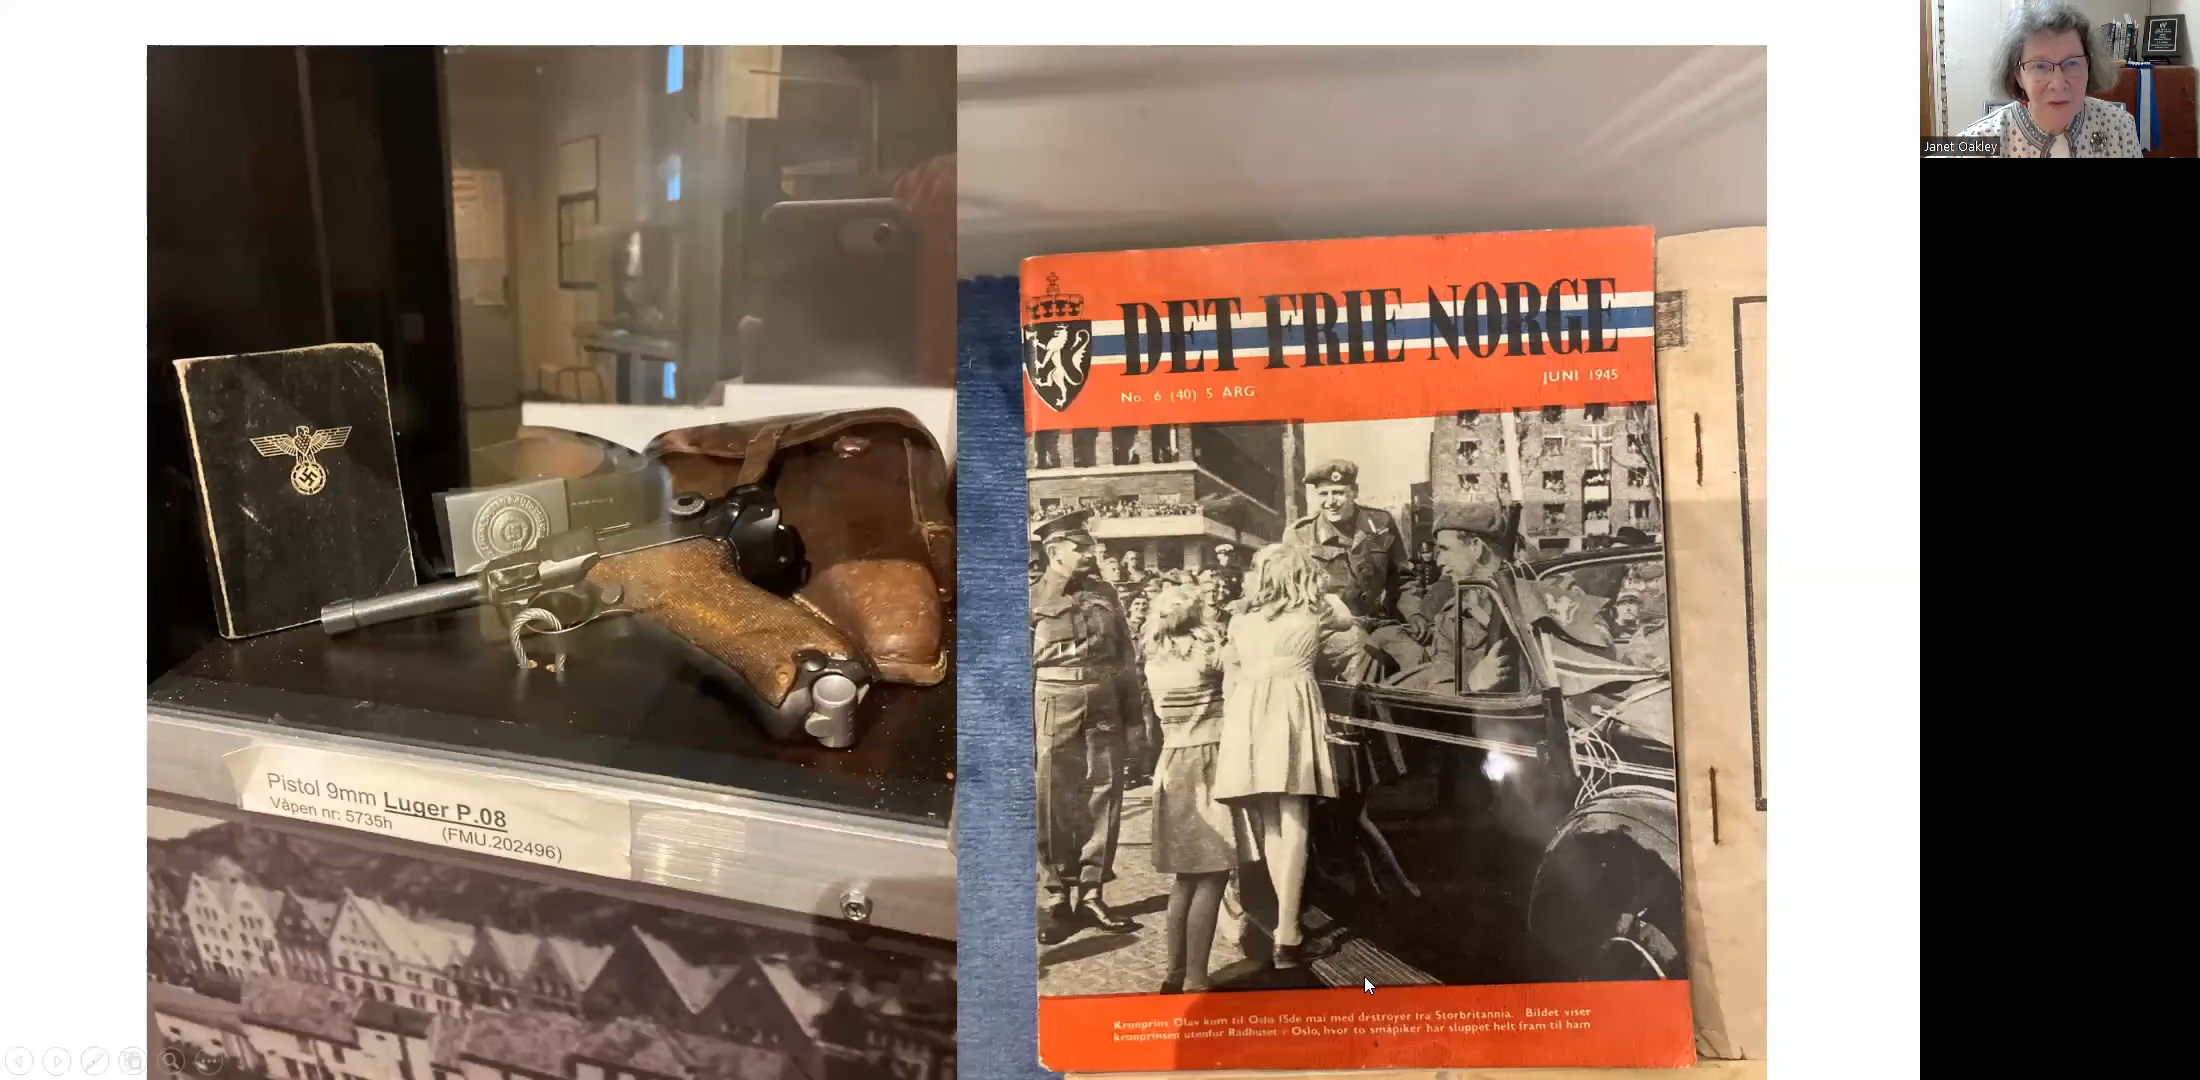 Pistol 9mm Luger P.08
Våpen nr: 5735h (FMU.202496)
DET FRIE NORGE
No. 6 (40) 5 ARG
JUNI 1945
Kronprins Olav kom til Oslo 15de mai med destroyer fra Storbritannia. Bildet viser
kronprinsen utenfor Rådhuset i Oslo, hvor to småpiker har sluppet helt fram til ham
Janet Oakley